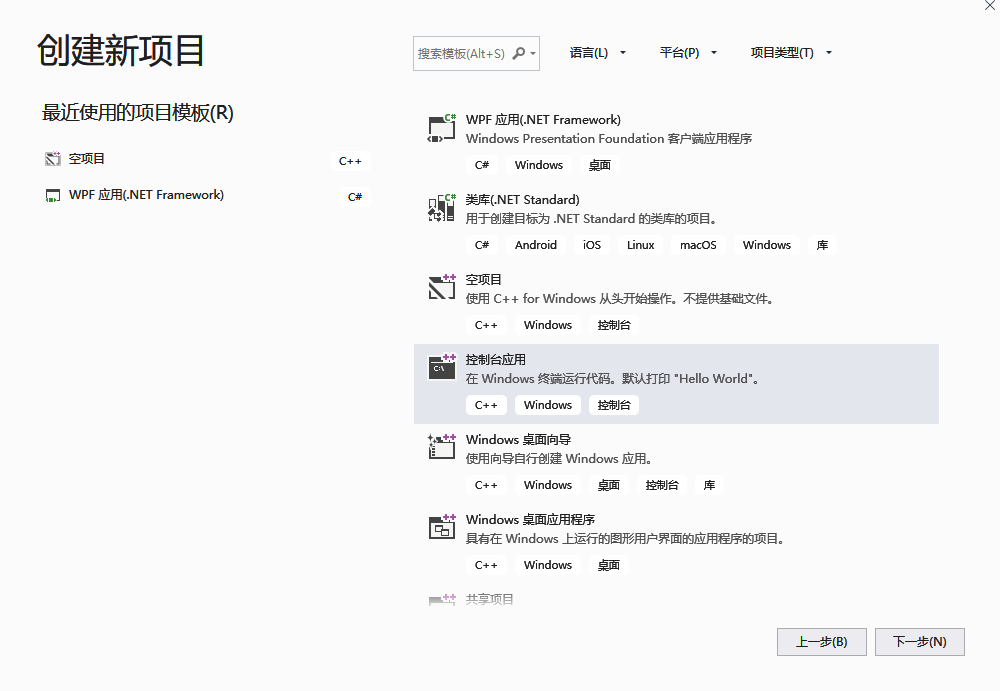 创建新项目
最近使用的项目模板(R)
空项目
C++
WPF 应用(.NET Framework)
C#
搜索模板(Alt+S)
语言(L)
平台(P)
项目类型(T)
WPF 应用(.NET Framework)
Windows Presentation Foundation 客户端应用程序
C# Windows 桌面
类库(.NET Standard)
用于创建目标为 .NET Standard 的类库的项目。
C# Android iOS Linux macOS Windows 库
空项目
使用 C++ for Windows 从头开始操作。不提供基础文件。
C++ Windows 控制台
控制台应用
在 Windows 终端运行代码。默认打印 "Hello World"。
C++ Windows 控制台
Windows 桌面向导
使用向导自行创建 Windows 应用。
C++ Windows 桌面 控制台 库
Windows 桌面应用程序
具有在 Windows 上运行的图形用户界面的应用程序的项目。
C++ Windows 桌面
共享项目
上一步(B)
下一步(N)